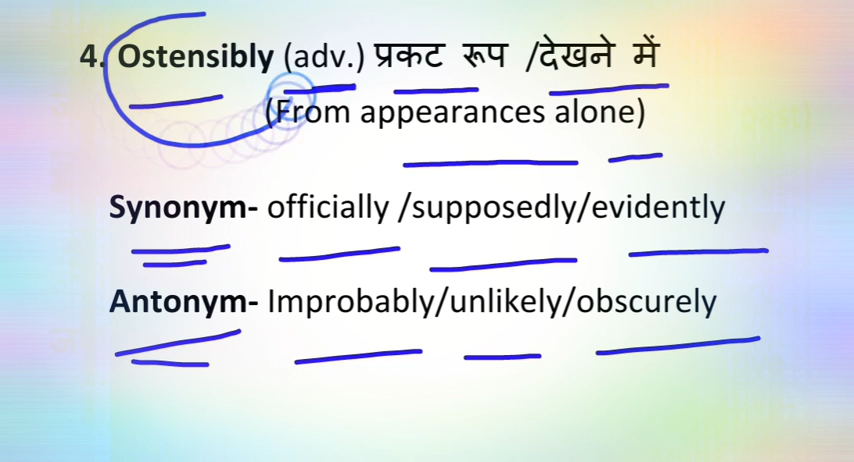 4. Ostensibly (adv.) प्रकट रूप /देखने में
(From appearances alone)
Synonym- officially /supposedly/evidently
Antonym- Improbably/unlikely/obscurely